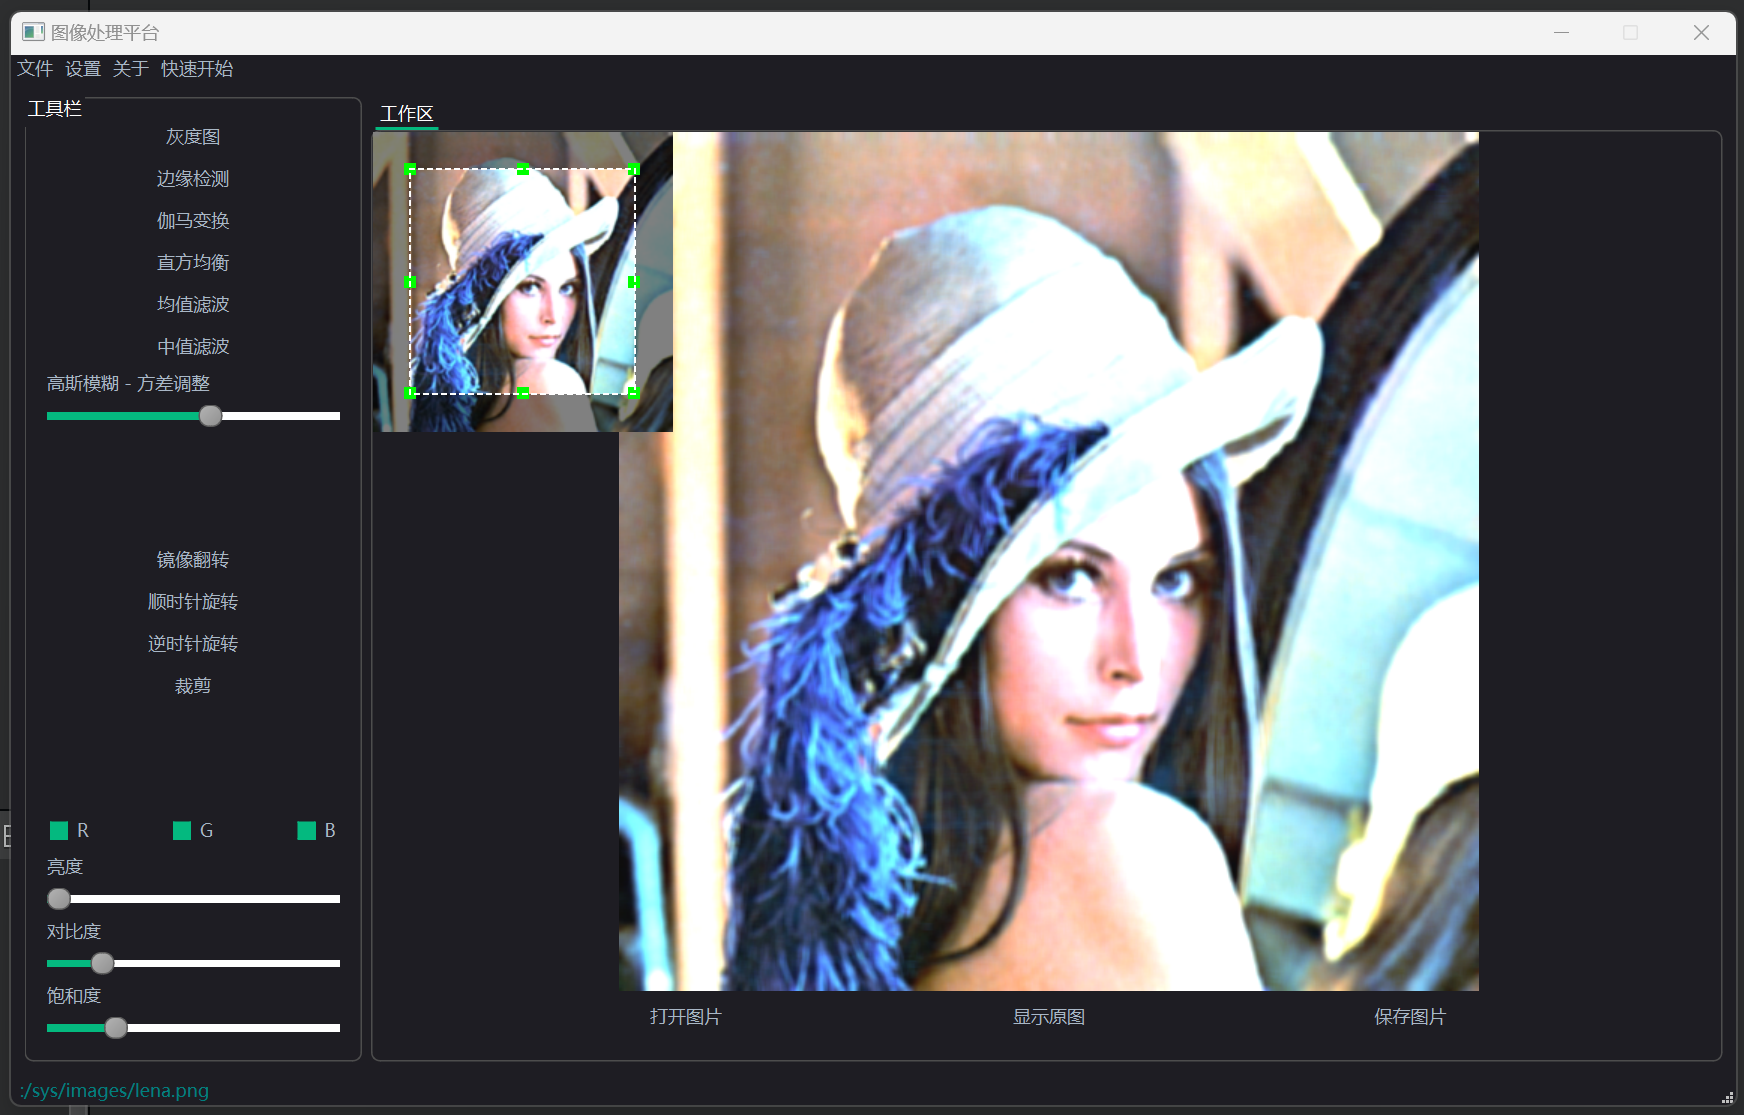 图像处理平台
文件 设置 关于 快速开始
工具栏
灰度图
边缘检测
伽马变换
直方均衡
均值滤波
中值滤波
高斯模糊 - 方差调整
镜像翻转
顺时针旋转
逆时针旋转
裁剪
R G B
亮度
对比度
饱和度
工作区
打开图片 显示原图 保存图片
:/sys/images/lena.png